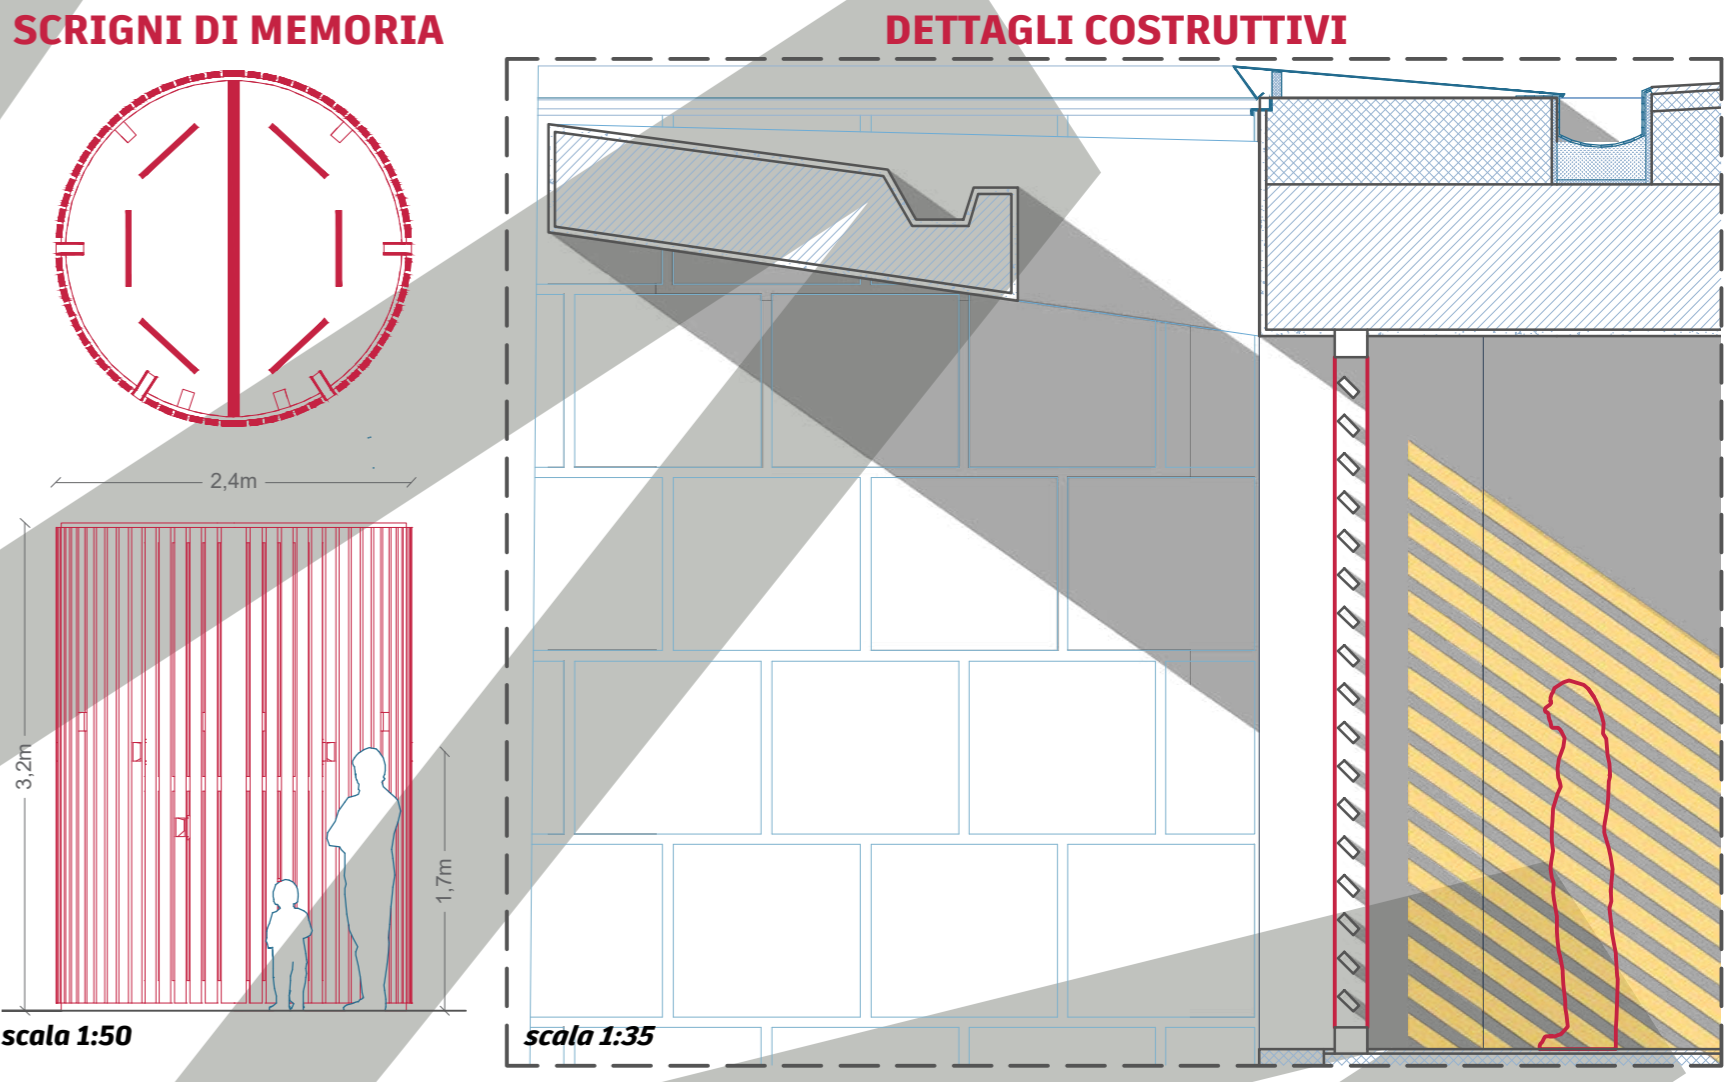 SCRIGNI DI MEMORIA
DETTAGLI COSTRUTTIVI
2,4m
3,2m
1,7m
scala 1:50
scala 1:35